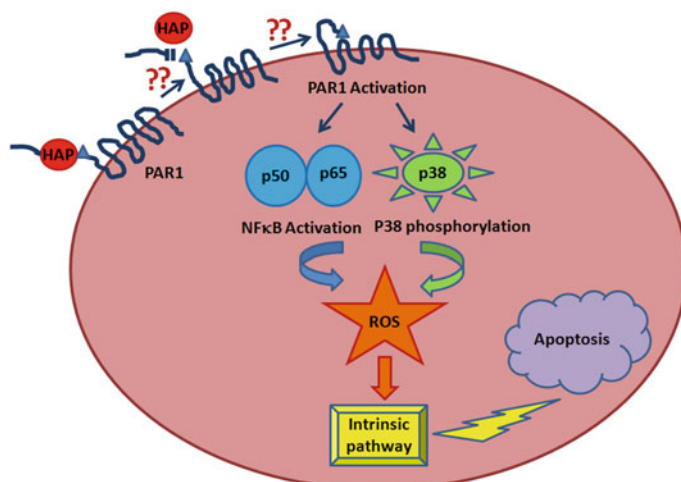 HAP
??
??
PAR1 Activation
HAP
PAR1
p50
p65
p38
NFκB Activation
P38 phosphorylation
ROS
Apoptosis
Intrinsic
pathway